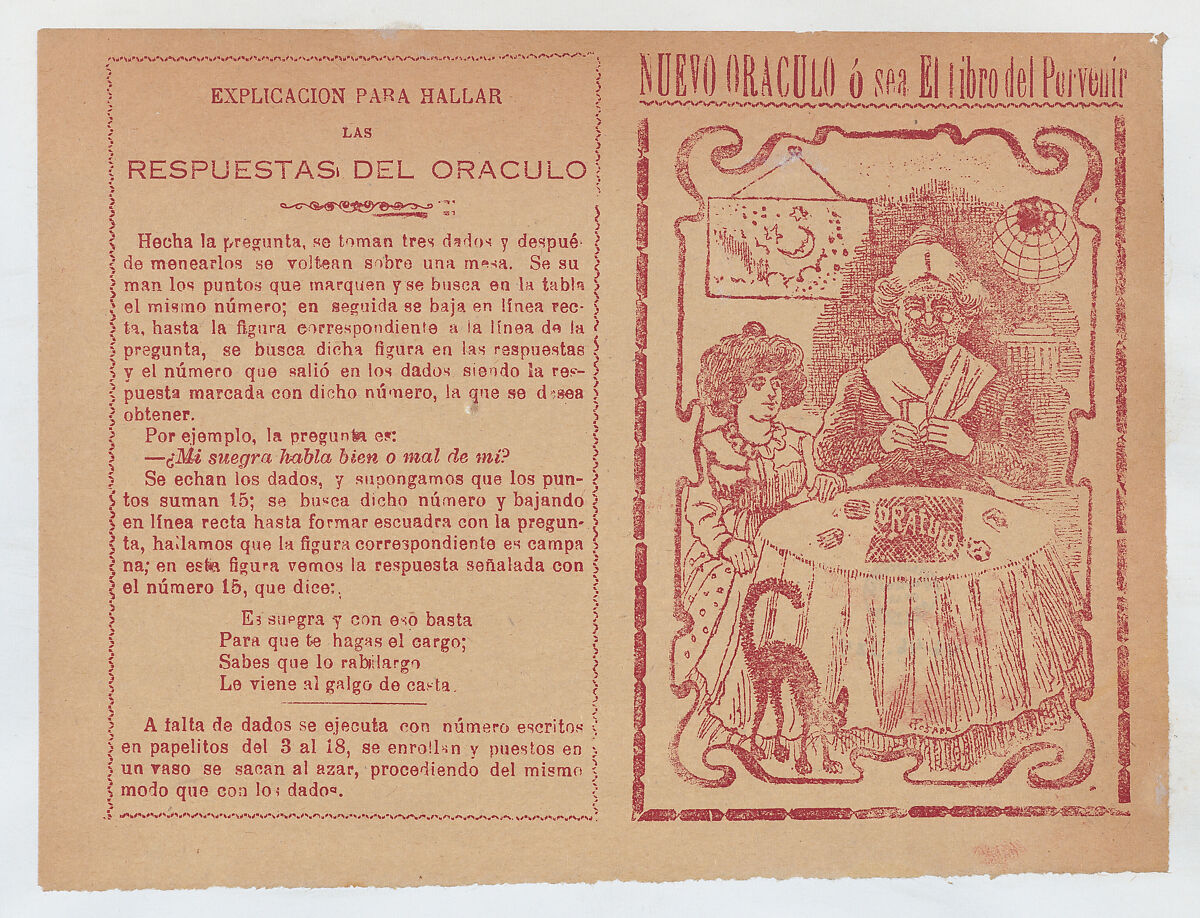 EXPLICACION PARA HALLAR
LAS
RESPUESTAS DEL ORACULO
Hecha la pregunta, se toman tres dados y despué-
de menearlos se voltean sobre una mesa. Se su
man los puntos que marquen y se busca en la tabla
el mismo número; en seguida se baja en línea rec-
ta, hasta la figura correspondiente a la línea de la
pregunta, se busca dicha figura en las respuestas
y el número que salió en los dados siendo la res-
puesta marcada con dicho número, la que se desea
obtener.
Por ejemplo, la pregunta es:
—¿Mi suegra habla bien o mal de mí?
Se echan los dados, y supongamos que los pun-
tos suman 15; se busca dicho número y bajando
en línea recta hasta formar escuadra con la pregun-
ta, hallamos que la figura correspondiente es campa
na; en esta figura vemos la respuesta señalada con
el número 15, que dice:
Es suegra y con eso basta
Para que te hagas el cargo;
Sabes que lo rabilargo
Le viene al galgo de casta.
A falta de dados se ejecuta con número escritos
en papelitos del 3 al 18, se enrollan y puestos en
un vaso se sacan al azar, procediendo del mismo
modo que con los dados.
NUEVO ORACULO ó sea El Libro del Porvenir
ORACULO